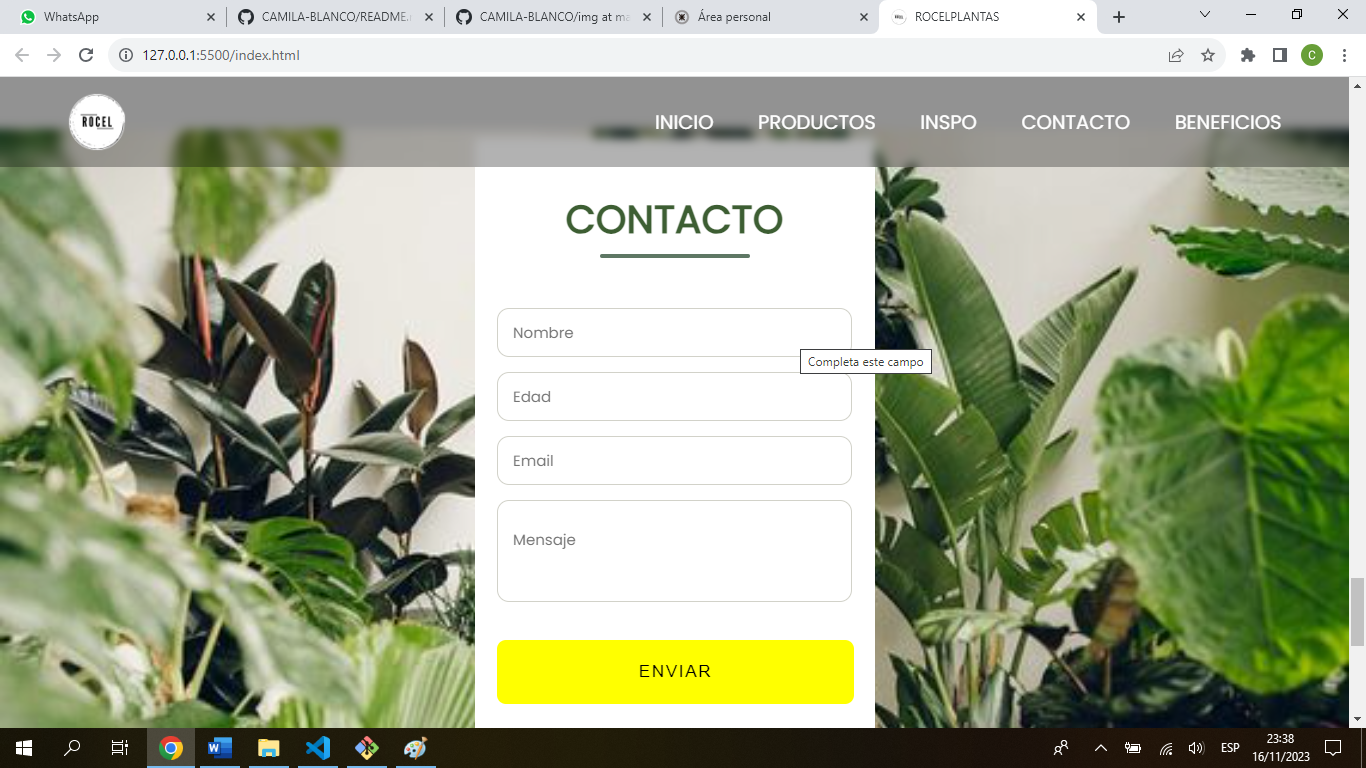 WhatsApp
CAMILA-BLANCO/README.
CAMILA-BLANCO/img at ma
Área personal
ROCELPLANTAS
127.0.0.1:5500/index.html
C
ROCEL
INICIO
PRODUCTOS
INSPO
CONTACTO
BENEFICIOS
CONTACTO
Nombre
Completa este campo
Edad
Email
Mensaje
ENVIAR
ESP
23:38
16/11/2023